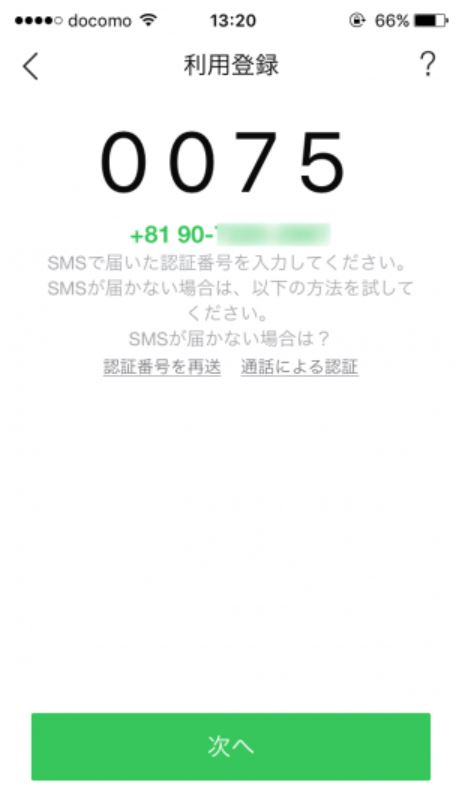 docomo 13:20 66%
利用登録 ?
0075
+81 90-
SMSで届いた認証番号を入力してください。
SMSが届かない場合は、以下の方法を試して
ください。
SMSが届かない場合は？
認証番号を再送 通話による認証
次へ